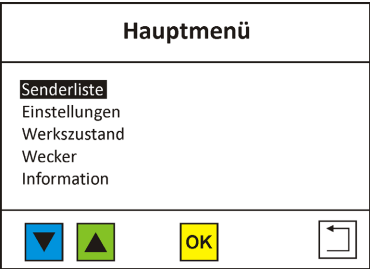 Hauptmenü
Senderliste
Einstellungen
Werkszustand
Wecker
Information
OK